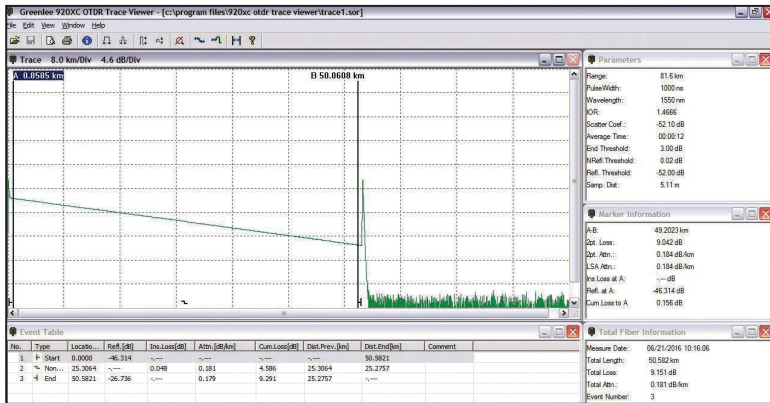 Greenlee 920XC OTDR Trace Viewer - [c:\program files\920xc otdr trace viewer\trace1.sor]
File Edit View Window Help
Trace 8.0 km/Div 4.6 dB/Div
A 0.8585 km
B 50.0608 km
Parameters
Range: 81.6 km
PulseWidth: 1000 ns
Wavelength: 1550 nm
IOR: 1.4666
Scatter Coef.: -52.10 dB
Average Time: 00:00:12
End Threshold: 3.00 dB
NRefl.Threshold: 0.02 dB
Refl. Threshold: -52.00 dB
Samp. Dist: 5.11 m
Marker Information
A-B: 49.2023 km
2pt. Loss: 9.042 dB
2pt. Attn.: 0.184 dB/km
LSA Attn.: 0.184 dB/km
Ins.Loss at A: -.--- dB
Refl. at A: -46.314 dB
Cum.Loss to A 0.156 dB
Event Table
No. Type Locatio... Refl.[dB] Ins.Loss[dB] Attn.[dB/km] Cum.Loss[dB] Dist.Prev.[km] Dist.End[km] Comment
1 Start 0.0000 -46.314 -.--- -.--- -.--- -.--- 50.5821
2 Non... 25.3064 0.048 0.181 4.586 25.3064 25.2757
3 End 50.5821 -26.736 -.--- 0.179 9.291 25.2757 -.---
Total Fiber Information
Measure Date: 06/21/2016 10:16:06
Total Length: 50.582 km
Total Loss: 9.151 dB
Total Attn.: 0.181 dB/km
Event Number: 3